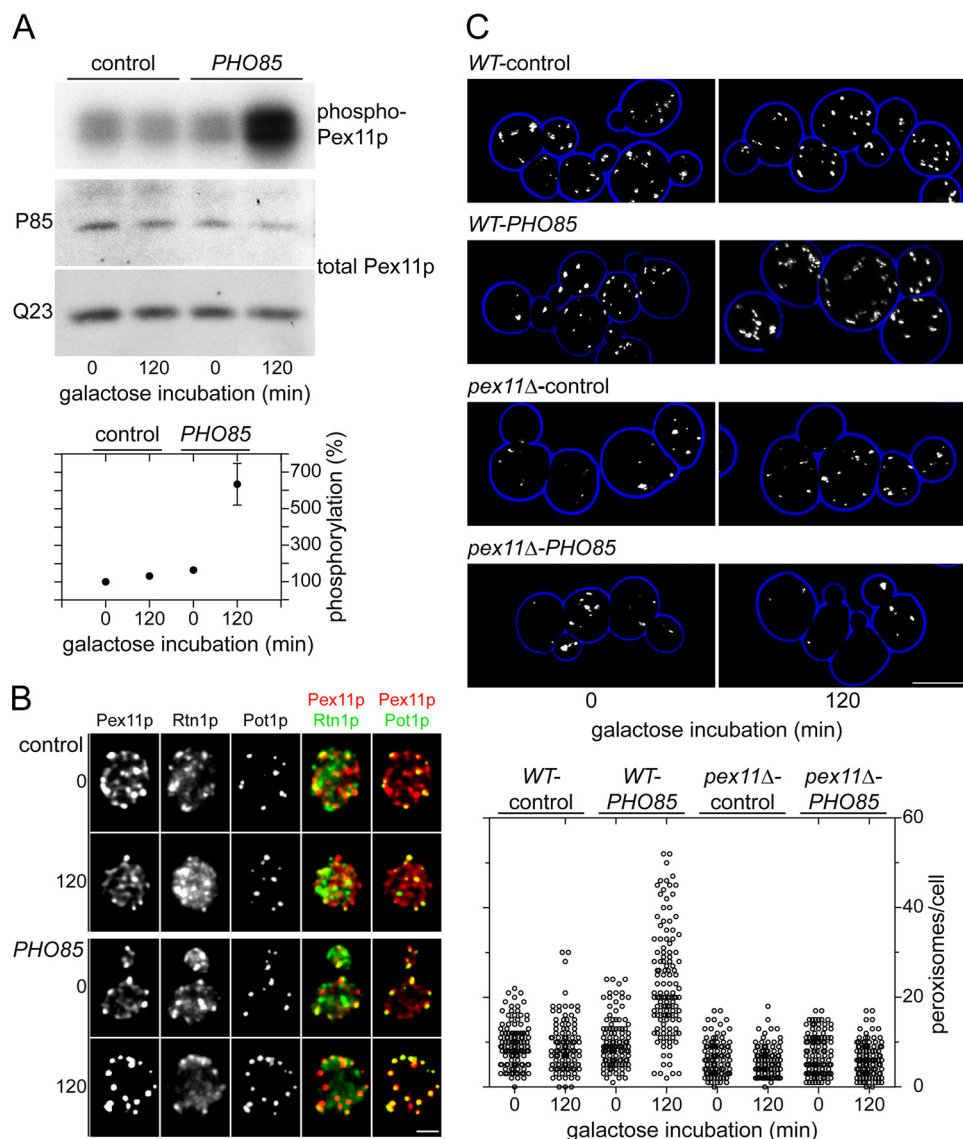 A
control PHO85
phospho-
Pex11p
P85
total Pex11p
Q23
0 120 0 120
galactose incubation (min)
control PHO85
700
500
300
100
phosphorylation (%)
0 120 0 120
galactose incubation (min)
B
Pex11p Rtn1p Pot1p Pex11p Pex11p
Rtn1p Pot1p
control
0
120
PHO85
0
120
C
WT-control
WT-PHO85
pex11Δ-control
pex11Δ-PHO85
0 120
galactose incubation (min)
WT- WT- pex11Δ- pex11Δ-
control PHO85 control PHO85
60
40
20
0
peroxisomes/cell
0 120 0 120 0 120 0 120
galactose incubation (min)